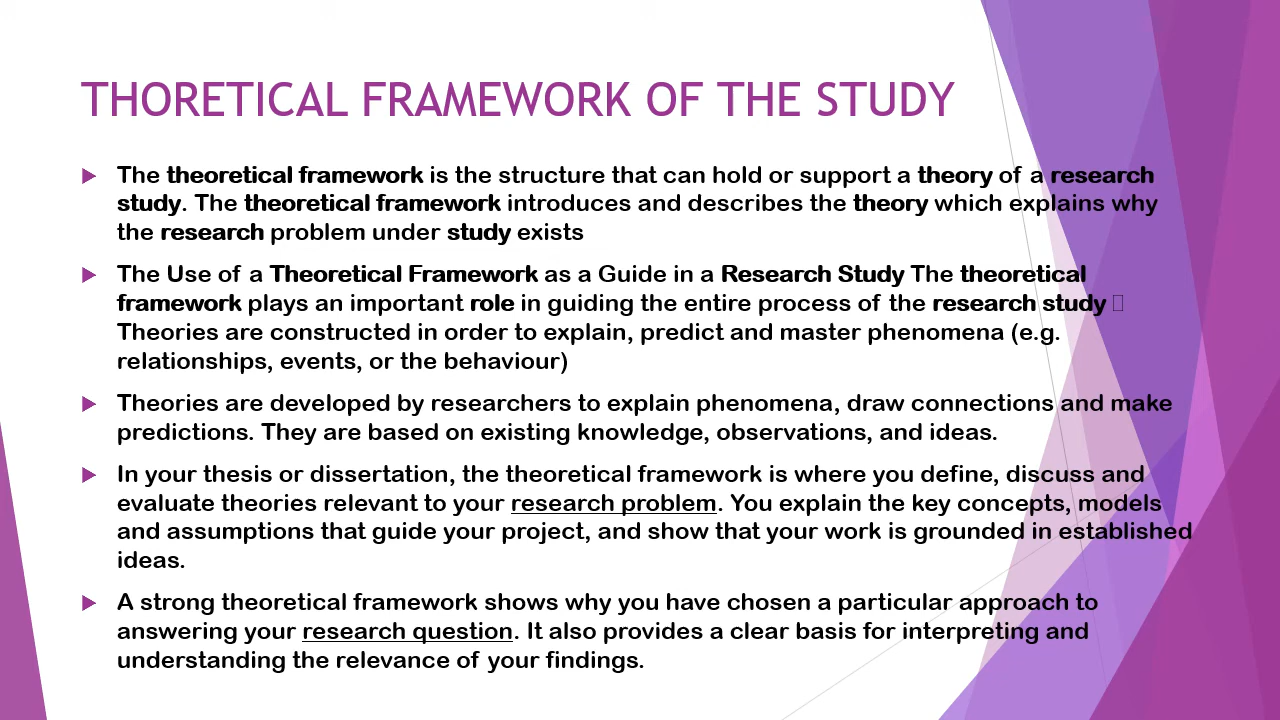 THORETICAL FRAMEWORK OF THE STUDY
The theoretical framework is the structure that can hold or support a theory of a research
study. The theoretical framework introduces and describes the theory which explains why
the research problem under study exists
The Use of a Theoretical Framework as a Guide in a Research Study The theoretical
framework plays an important role in guiding the entire process of the research study
Theories are constructed in order to explain, predict and master phenomena (e.g.
relationships, events, or the behaviour)
Theories are developed by researchers to explain phenomena, draw connections and make
predictions. They are based on existing knowledge, observations, and ideas.
In your thesis or dissertation, the theoretical framework is where you define, discuss and
evaluate theories relevant to your research problem. You explain the key concepts, models
and assumptions that guide your project, and show that your work is grounded in established
ideas.
A strong theoretical framework shows why you have chosen a particular approach to
answering your research question. It also provides a clear basis for interpreting and
understanding the relevance of your findings.